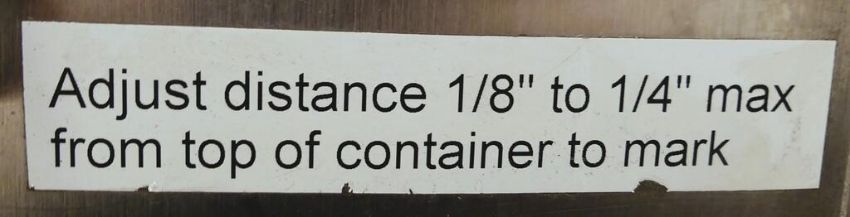 Adjust distance 1/8" to 1/4" max
from top of container to mark